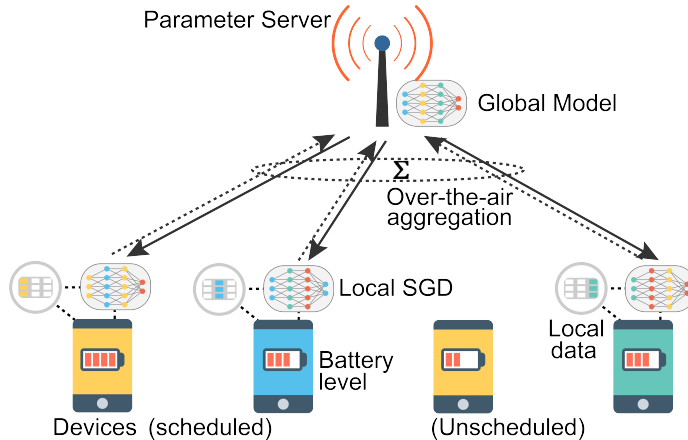 Parameter Server
Global Model
Σ
Over-the-air
aggregation
Local SGD
Local
data
Battery
level
Devices (scheduled)
(Unscheduled)